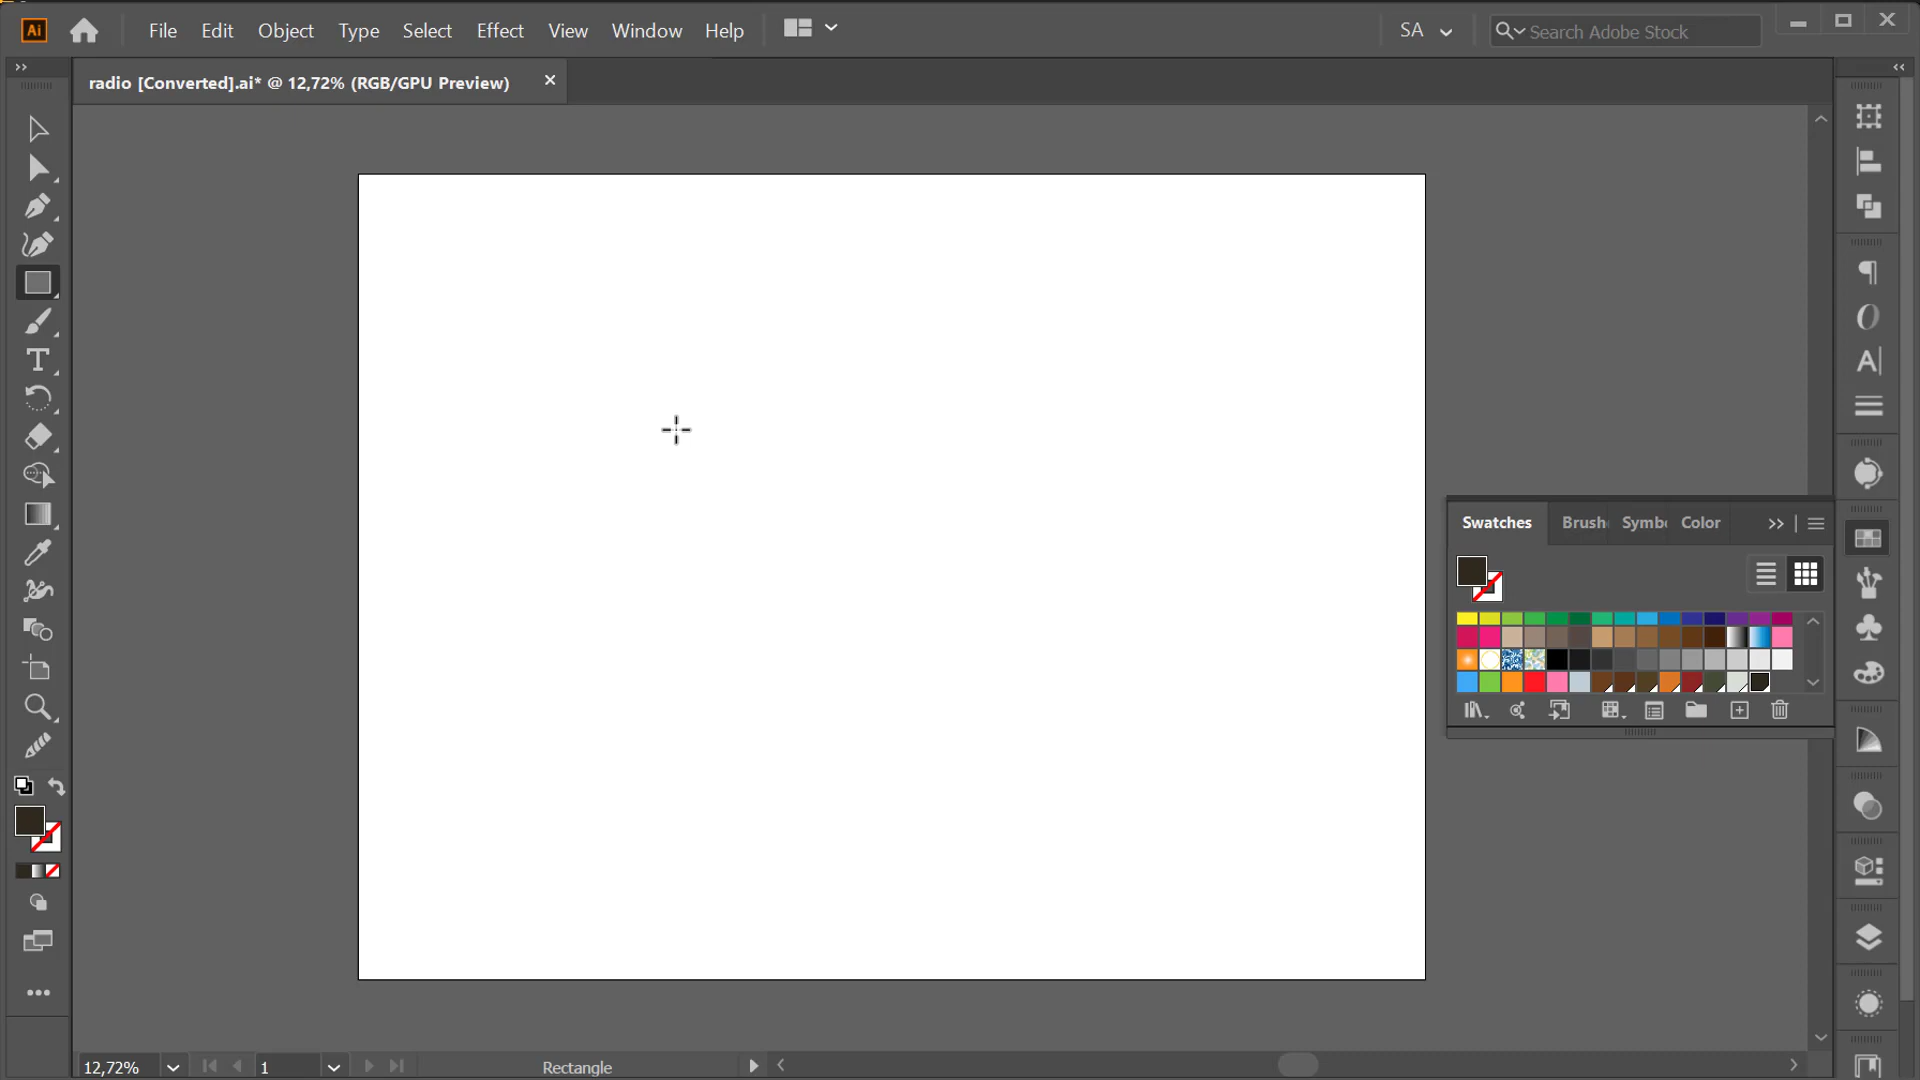 Ai File Edit Object Type Select Effect View Window Help SA Search Adobe Stock
radio [Converted].ai* @ 12,72% (RGB/GPU Preview)
Swatches Brush Symb Color
12,72% 1 Rectangle